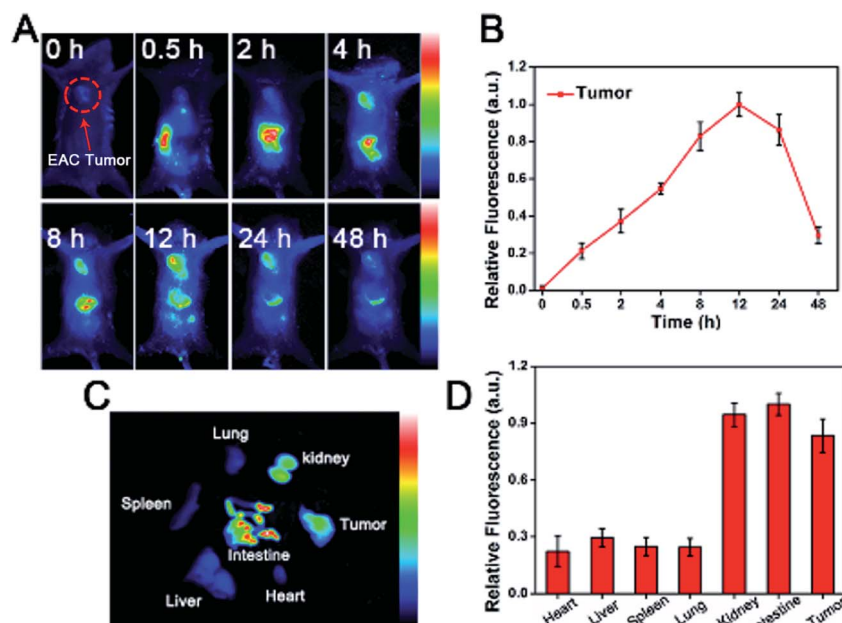 A
0 h
0.5 h
2 h
4 h
EAC Tumor
8 h
12 h
24 h
48 h
B
Relative Fluorescence (a.u.)
1.2
1.0
0.8
0.6
0.4
0.2
0.0
Tumor
0 0.5 2 4 8 12 24 48
Time (h)
C
Lung
kidney
Spleen
Tumor
Intestine
Liver
Heart
D
Relative Fluorescence (a.u.)
1.2
0.9
0.6
0.3
0.0
Heart Liver Spleen Lung Kidney Intestine Tumor